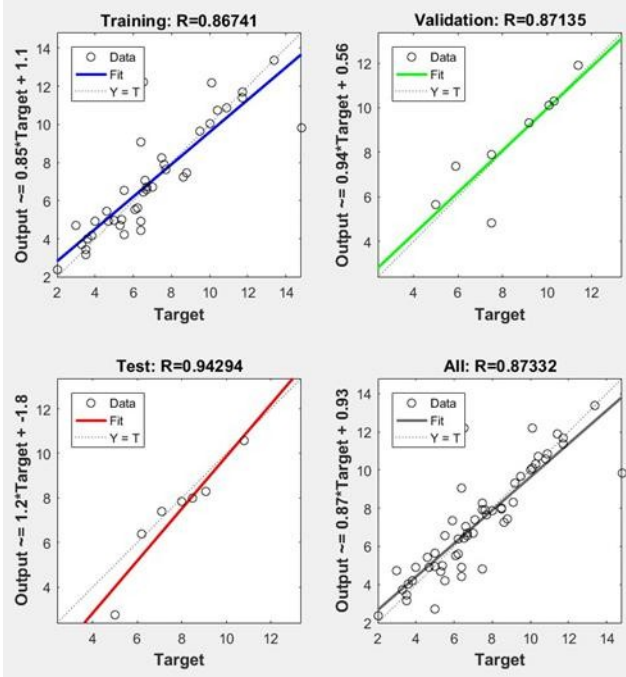 Training: R=0.86741
Output ~= 0.85*Target + 1.1
14
12
10
8
6
4
2
Data
Fit
Y = T
2 4 6 8 10 12 14
Target
Validation: R=0.87135
Output ~= 0.94*Target + 0.56
12
10
8
6
4
Data
Fit
Y = T
4 6 8 10 12
Target
Test: R=0.94294
Output ~= 1.2*Target + -1.8
12
10
8
6
4
Data
Fit
Y = T
4 6 8 10 12
Target
All: R=0.87332
Output ~= 0.87*Target + 0.93
14
12
10
8
6
4
2
Data
Fit
Y = T
2 4 6 8 10 12 14
Target